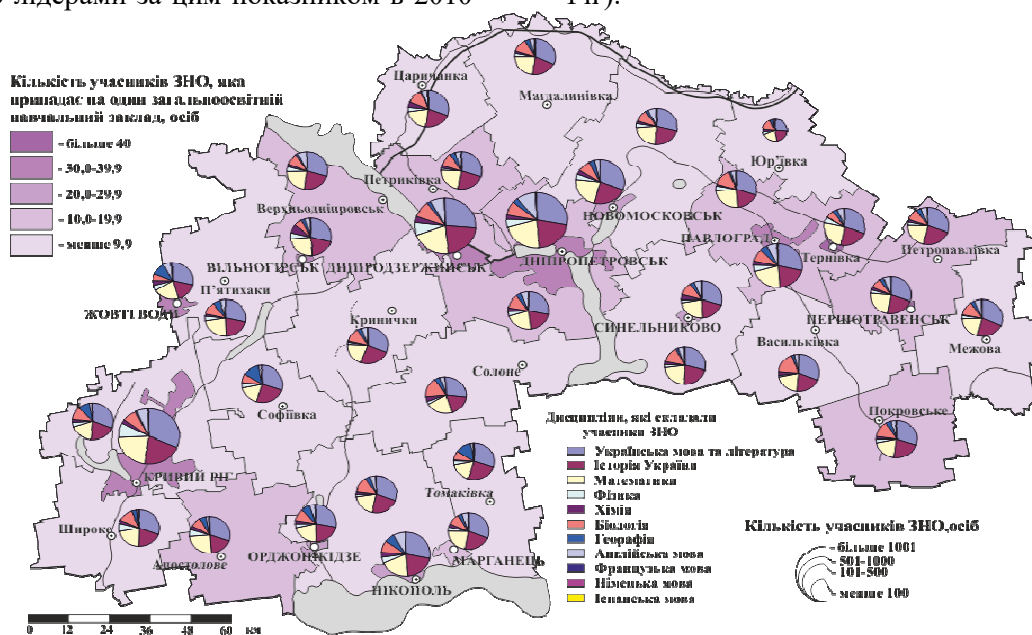 лідерами за цим показником в 2010
Ріг).
Кількість учасників ЗНО, яка
припадає на один загальноосвітній
навчальний заклад, осіб
- більше 40
- 30,0-39,9
- 20,0-29,9
- 10,0-19,9
- менше 9,9
Царичанка
Магдалинівка
Юр'ївка
Петриківка
Верхньодніпровськ
НОВОМОСКОВСЬК
ПАВЛОГРАД
Тернівка
Петропавлівка
ВІЛЬНОГІРСЬК
ДНІПРОДЗЕРЖИНСЬК
ДНІПРОПЕТРОВСЬК
П'ятихаки
ЖОВТІ ВОДИ
Кринички
СИНЕЛЬНИКОВО
ПЕРШОТРАВЕНСЬК
Васильківка
Межова
Солоне
Софіївка
Покровське
КРИВИЙ РІГ
Томаківка
Широке
Апостолове
ОРДЖОНІКІДЗЕ
МАРГАНЕЦЬ
НІКОПОЛЬ
Дисципліни, які складали
учасники ЗНО
Українська мова та література
Історія України
Математика
Фізика
Хімія
Біологія
Географія
Англійська мова
Французька мова
Німецька мова
Іспанська мова
Кількість учасників ЗНО,осіб
більше 1001
501-1000
101-500
менше 100
0 12 24 36 48 60 км